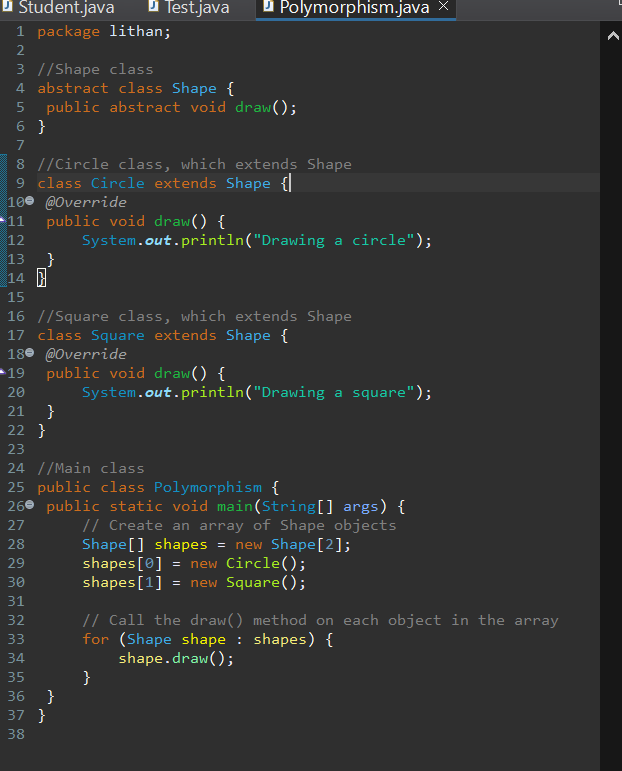 Student.java Test.java Polymorphism.java
1 package lithan;
2
3 //Shape class
4 abstract class Shape {
5  public abstract void draw();
6 }
7
8 //Circle class, which extends Shape
9 class Circle extends Shape {
10  @Override
11  public void draw() {
12      System.out.println("Drawing a circle");
13  }
14 }
15
16 //Square class, which extends Shape
17 class Square extends Shape {
18  @Override
19  public void draw() {
20      System.out.println("Drawing a square");
21  }
22 }
23
24 //Main class
25 public class Polymorphism {
26  public static void main(String[] args) {
27      // Create an array of Shape objects
28      Shape[] shapes = new Shape[2];
29      shapes[0] = new Circle();
30      shapes[1] = new Square();
31
32      // Call the draw() method on each object in the array
33      for (Shape shape : shapes) {
34          shape.draw();
35      }
36  }
37 }
38